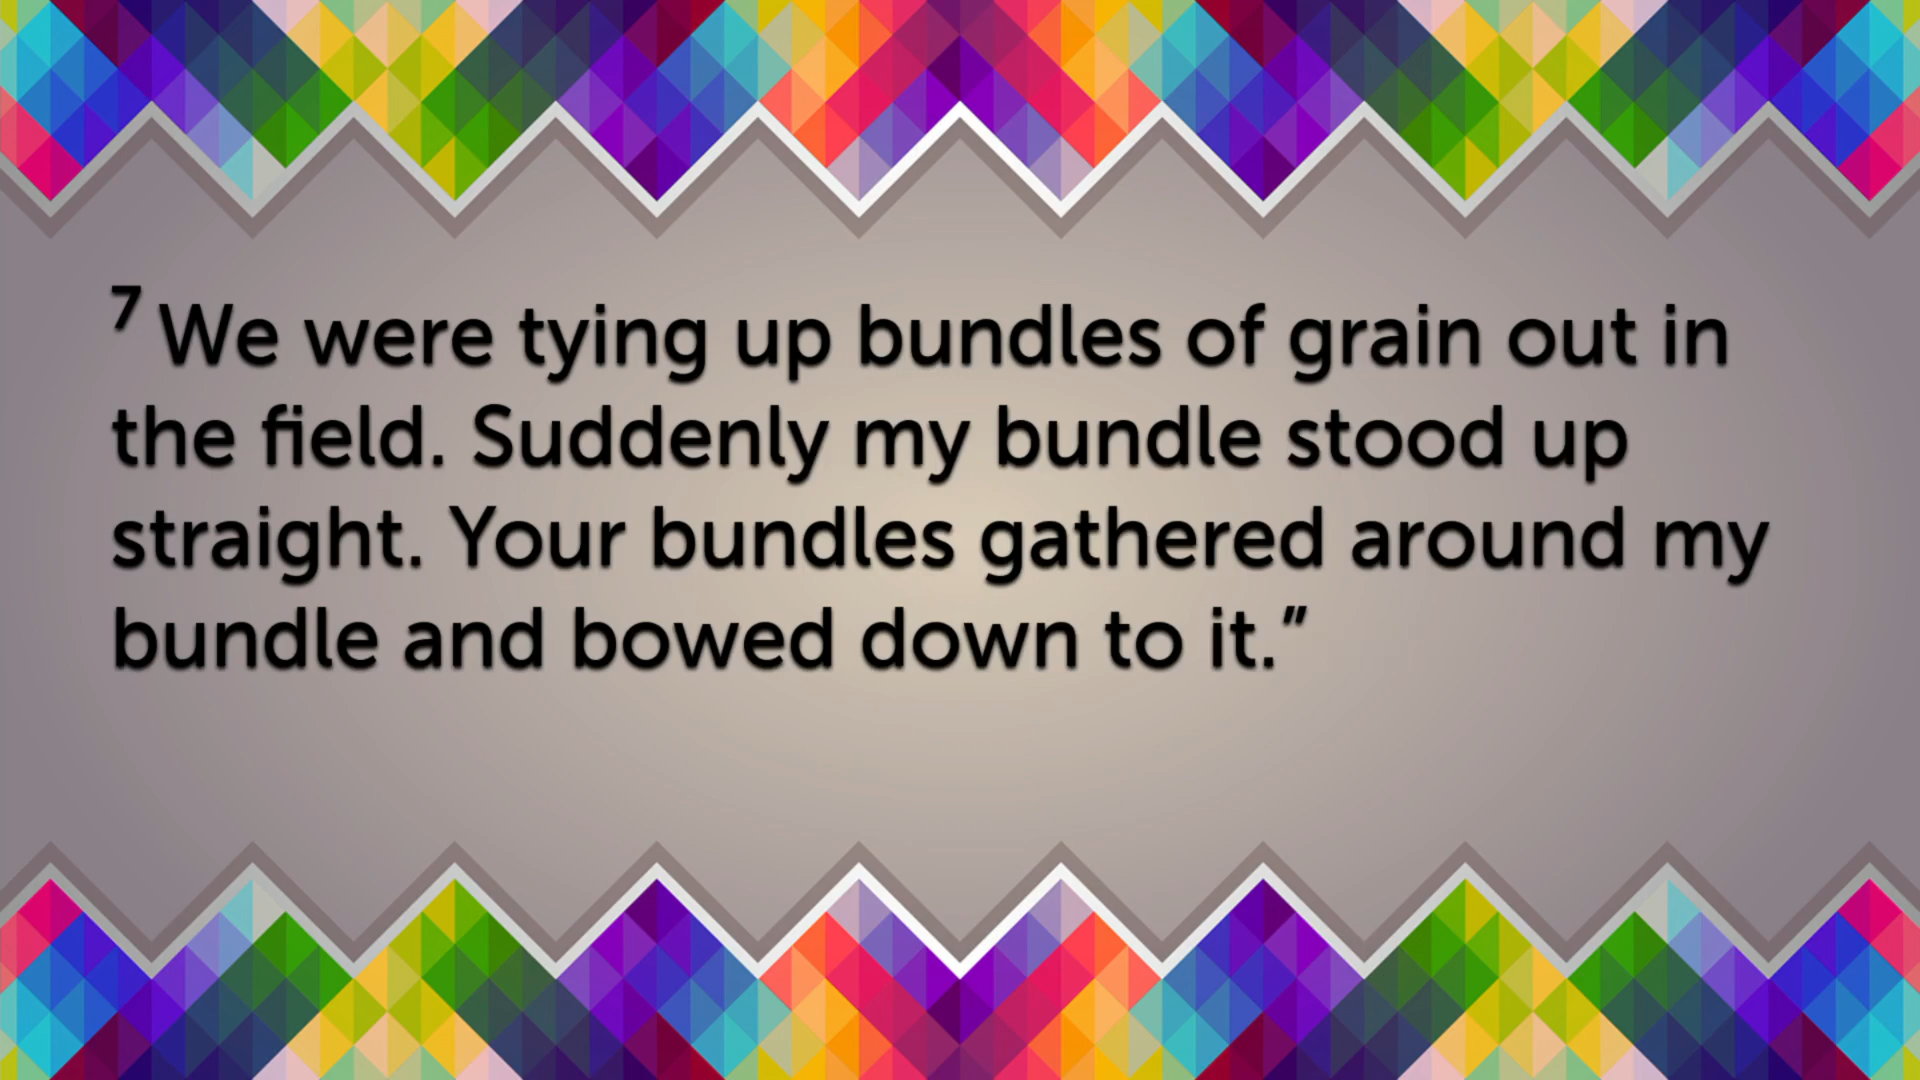 7 We were tying up bundles of grain out in
the field. Suddenly my bundle stood up
straight. Your bundles gathered around my
bundle and bowed down to it.”